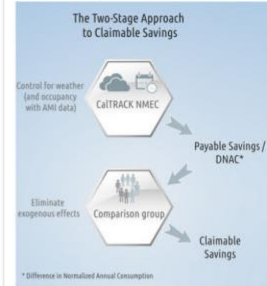 The Two-Stage Approach
to Claimable Savings
Control for weather
(and occupancy
with AMI data)
CalTRACK NMEC
Payable Savings /
DNAC*
Eliminate
exogenous effects
Comparison group
Claimable
Savings
* Difference in Normalized Annual Consumption